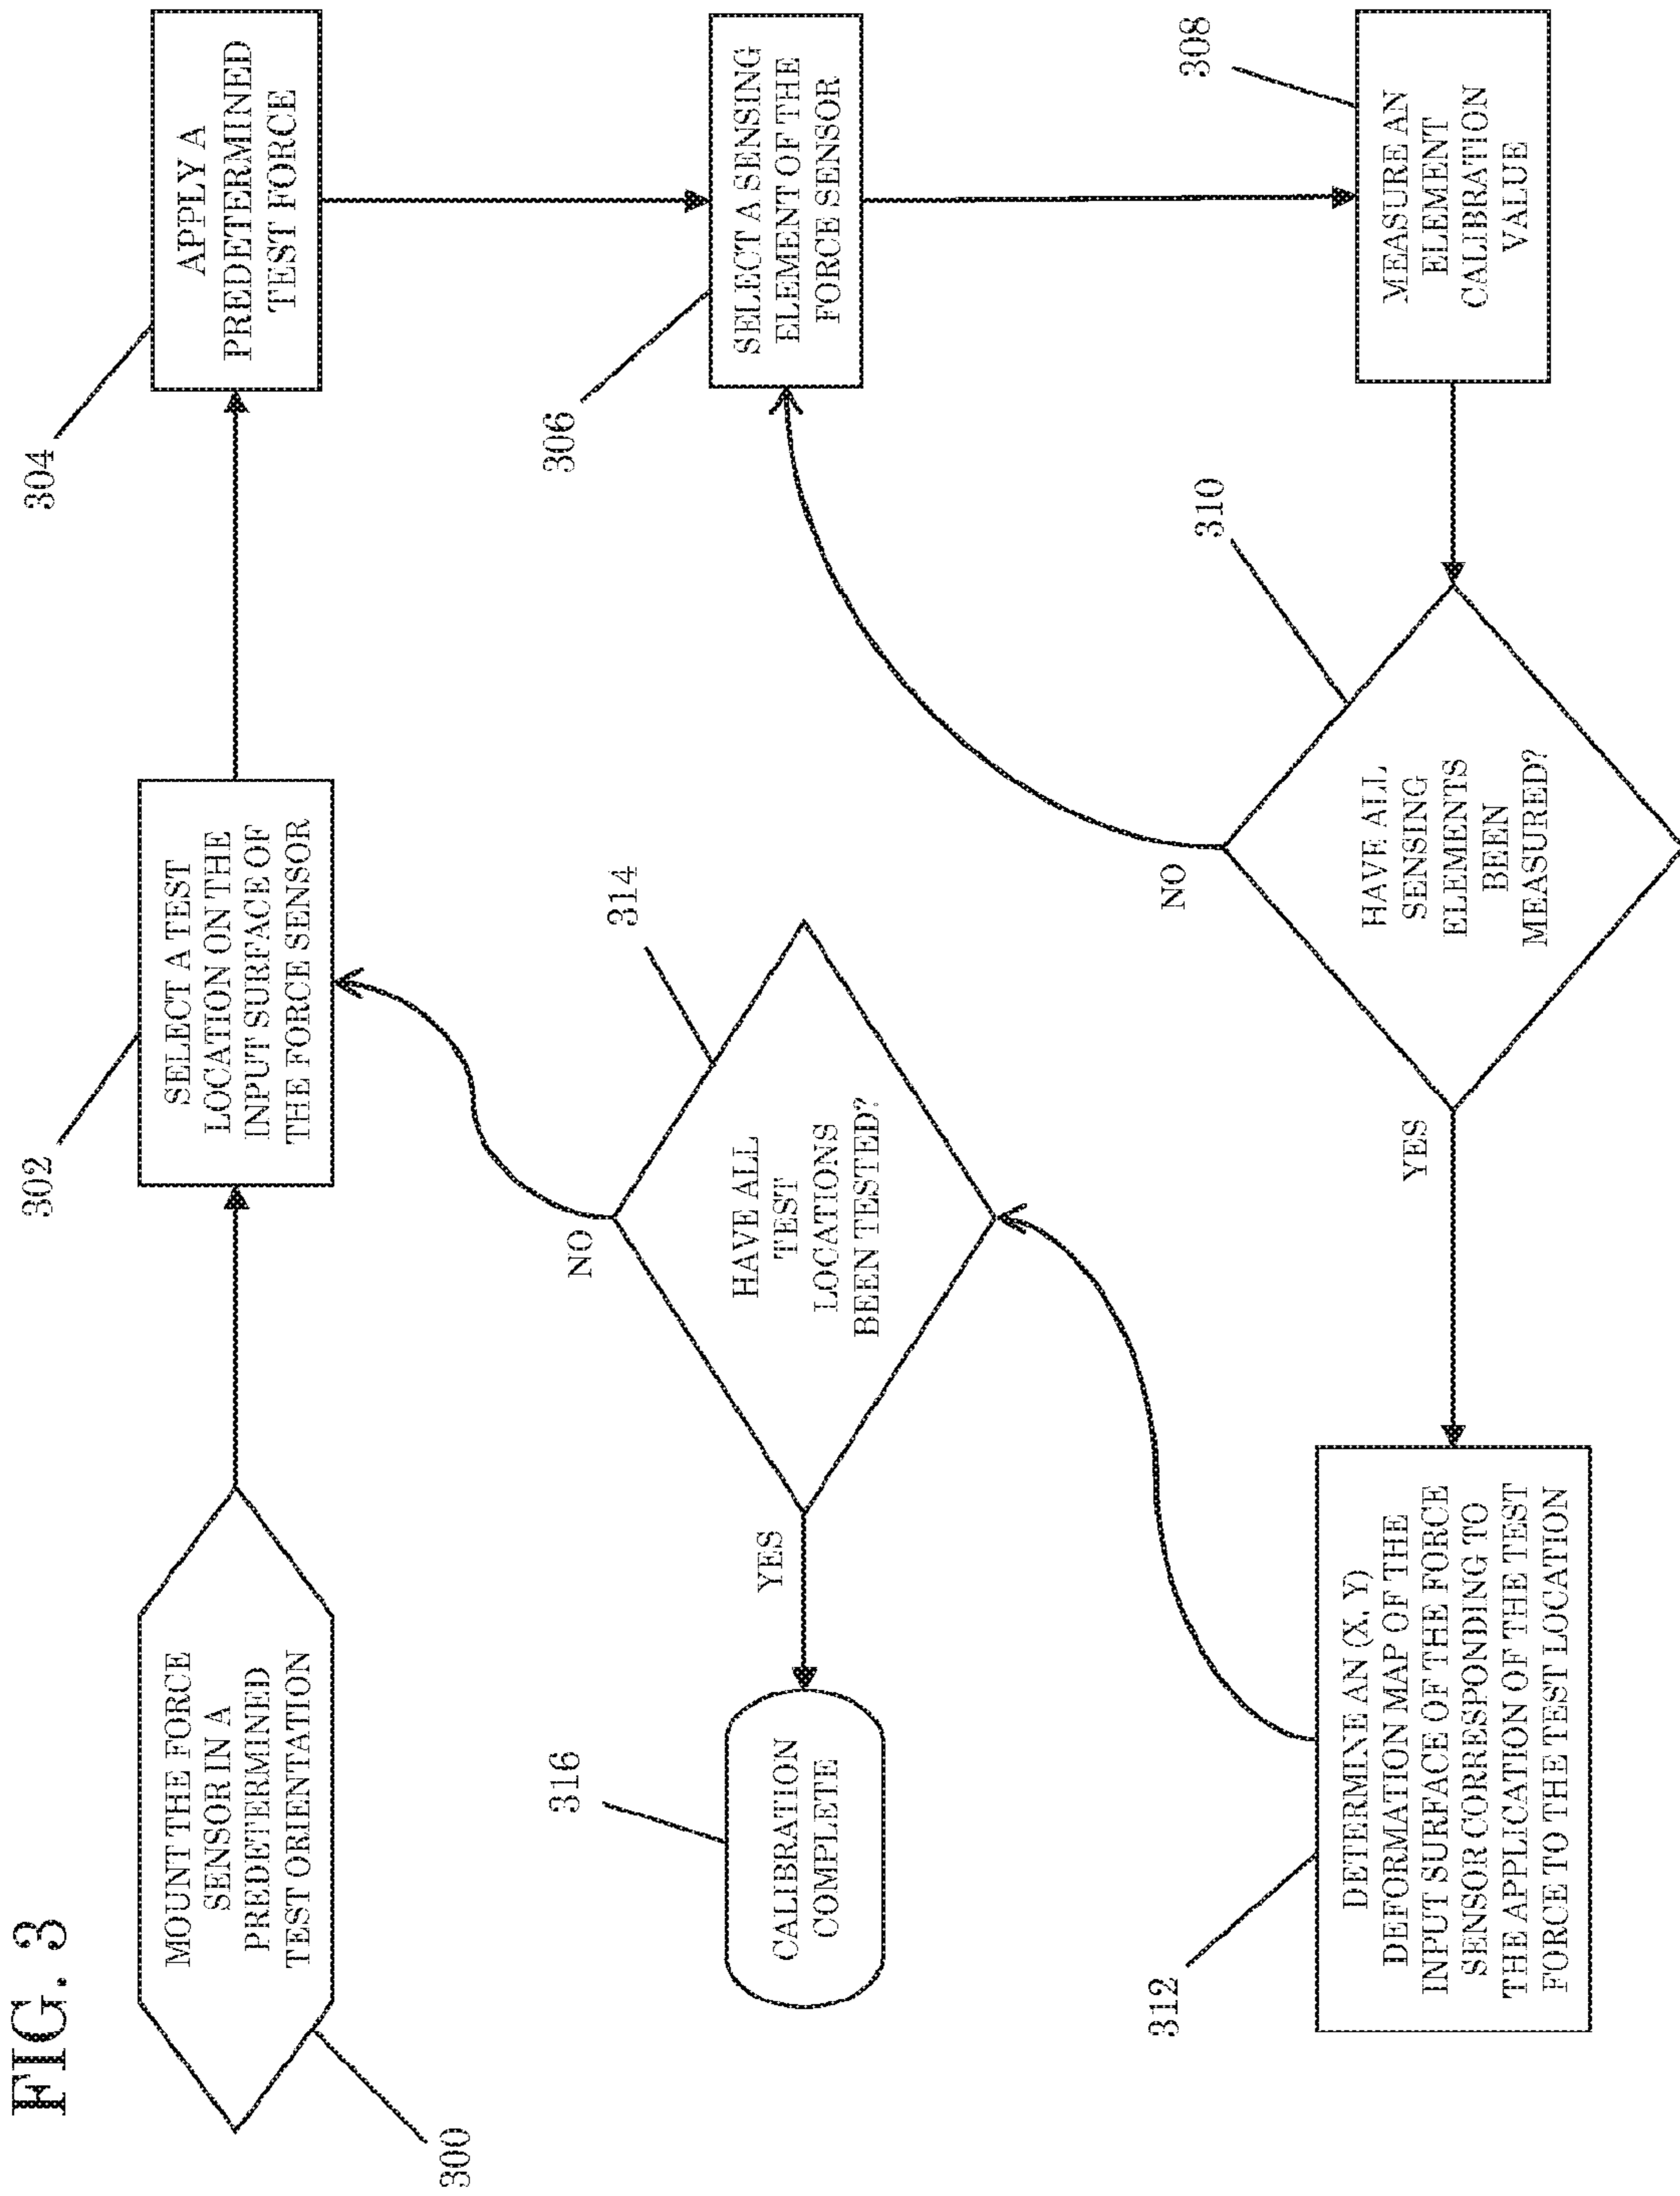 FIG. 3
300
MOUNT THE FORCE
SENSOR IN A
PREDETERMINED
TEST ORIENTATION
302
SELECT A TEST
LOCATION ON THE
INPUT SURFACE OF
THE FORCE SENSOR
304
APPLY A
PREDETERMINED
TEST FORCE
306
SELECT A SENSING
ELEMENT OF THE
FORCE SENSOR
308
MEASURE AN
ELEMENT
CALIBRATION
VALUE
310
HAVE ALL
SENSING
ELEMENTS
BEEN
MEASURED?
NO
YES
312
DETERMINE AN (X, Y)
DEFORMATION MAP OF THE
INPUT SURFACE OF THE FORCE
SENSOR CORRESPONDING TO
THE APPLICATION OF THE TEST
FORCE TO THE TEST LOCATION
314
HAVE ALL
TEST
LOCATIONS
BEEN TESTED?
NO
YES
316
CALIBRATION
COMPLETE